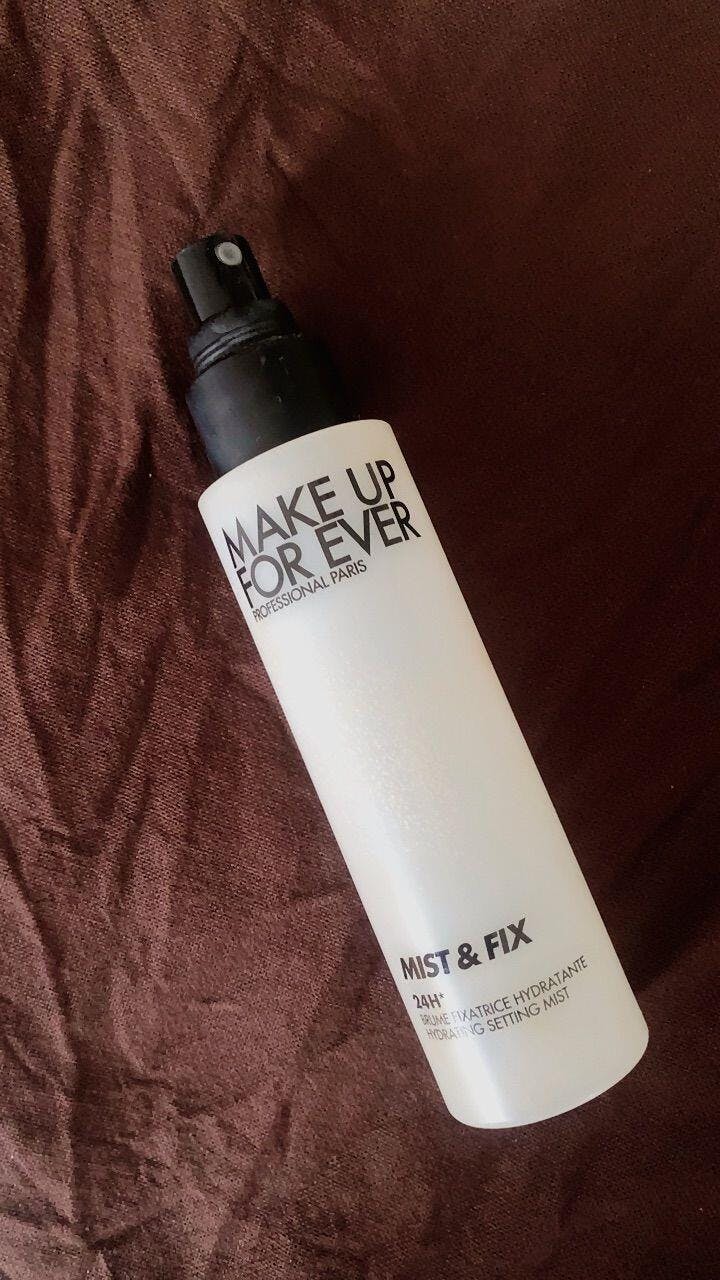 MAKE UP
FOR EVER
PROFESSIONAL PARIS
MIST & FIX
24H*
BRUME FIXATRICE HYDRATANTE
HYDRATING SETTING MIST